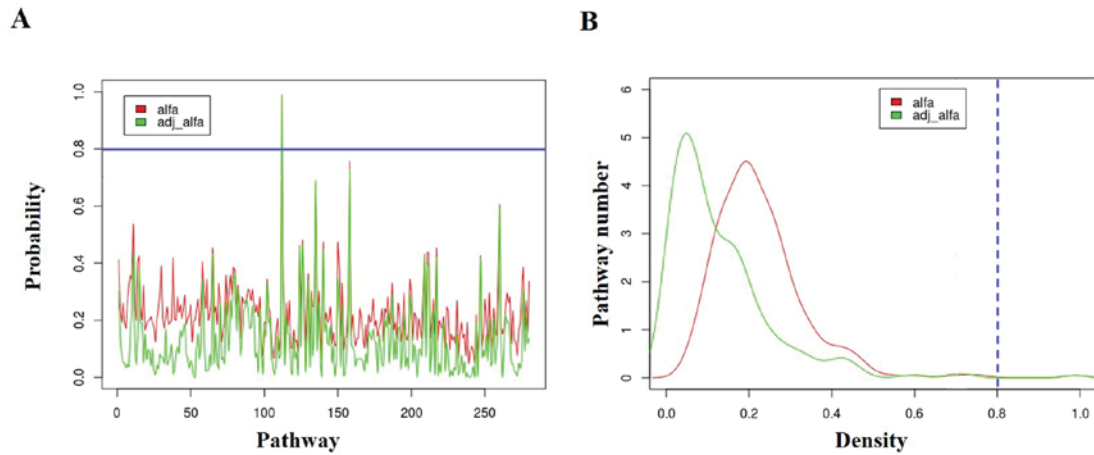 A
B
alfa
adj_alfa
Probability
0.0
0.2
0.4
0.6
0.8
1.0
0 50 100 150 200 250
Pathway
alfa
adj_alfa
Pathway number
0
1
2
3
4
5
6
0.0 0.2 0.4 0.6 0.8 1.0
Density